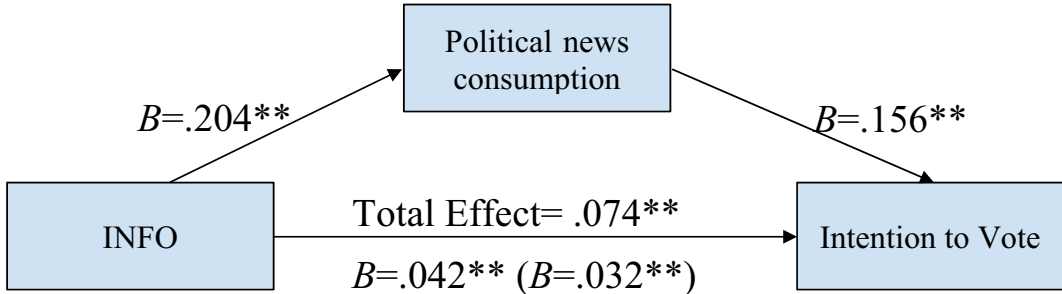 Political news
consumption
B=.204**
B=.156**
INFO
Total Effect= .074**
Intention to Vote
B=.042** (B=.032**)